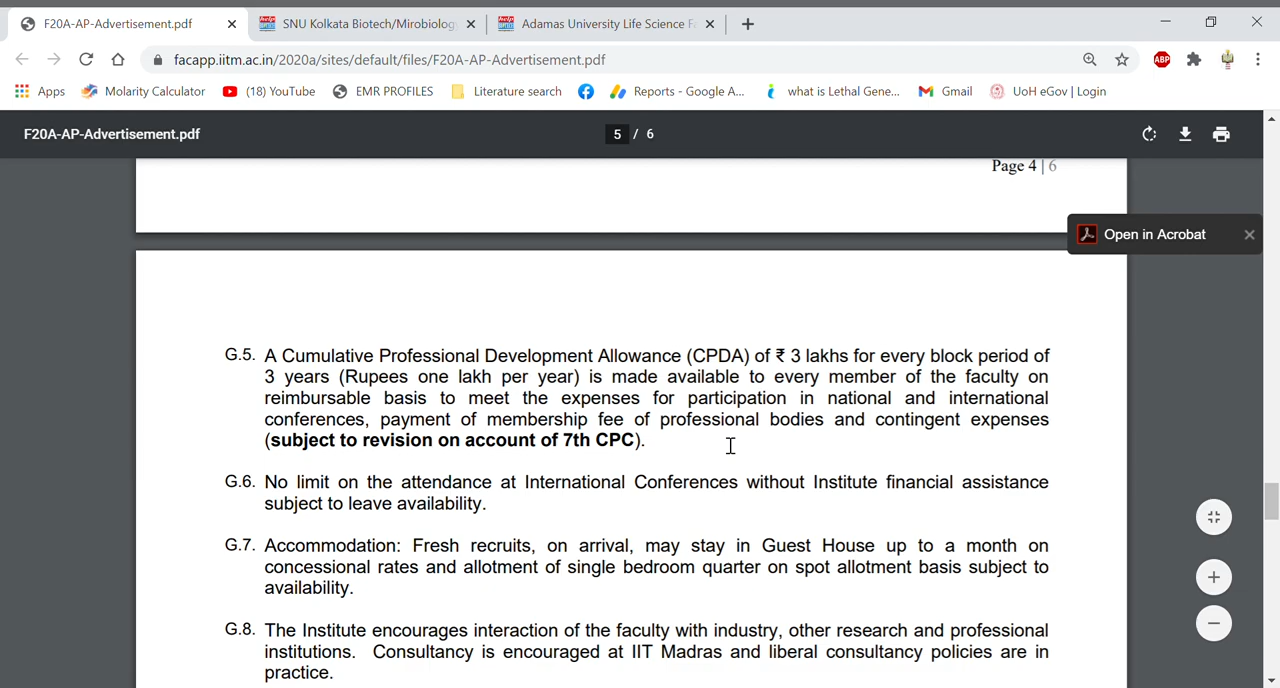 F20A-AP-Advertisement.pdf
SNU Kolkata Biotech/Mirobiology
Adamas University Life Science F
facapp.iitm.ac.in/2020a/sites/default/files/F20A-AP-Advertisement.pdf
ABP
Apps
Molarity Calculator
(18) YouTube
EMR PROFILES
Literature search
Reports - Google A...
what is Lethal Gene...
Gmail
UoH eGov | Login
F20A-AP-Advertisement.pdf
5 / 6
Page 4 | 6
Open in Acrobat
G.5. A Cumulative Professional Development Allowance (CPDA) of ₹ 3 lakhs for every block period of
3 years (Rupees one lakh per year) is made available to every member of the faculty on
reimbursable basis to meet the expenses for participation in national and international
conferences, payment of membership fee of professional bodies and contingent expenses
(subject to revision on account of 7th CPC).
G.6. No limit on the attendance at International Conferences without Institute financial assistance
subject to leave availability.
G.7. Accommodation: Fresh recruits, on arrival, may stay in Guest House up to a month on
concessional rates and allotment of single bedroom quarter on spot allotment basis subject to
availability.
G.8. The Institute encourages interaction of the faculty with industry, other research and professional
institutions. Consultancy is encouraged at IIT Madras and liberal consultancy policies are in
practice.